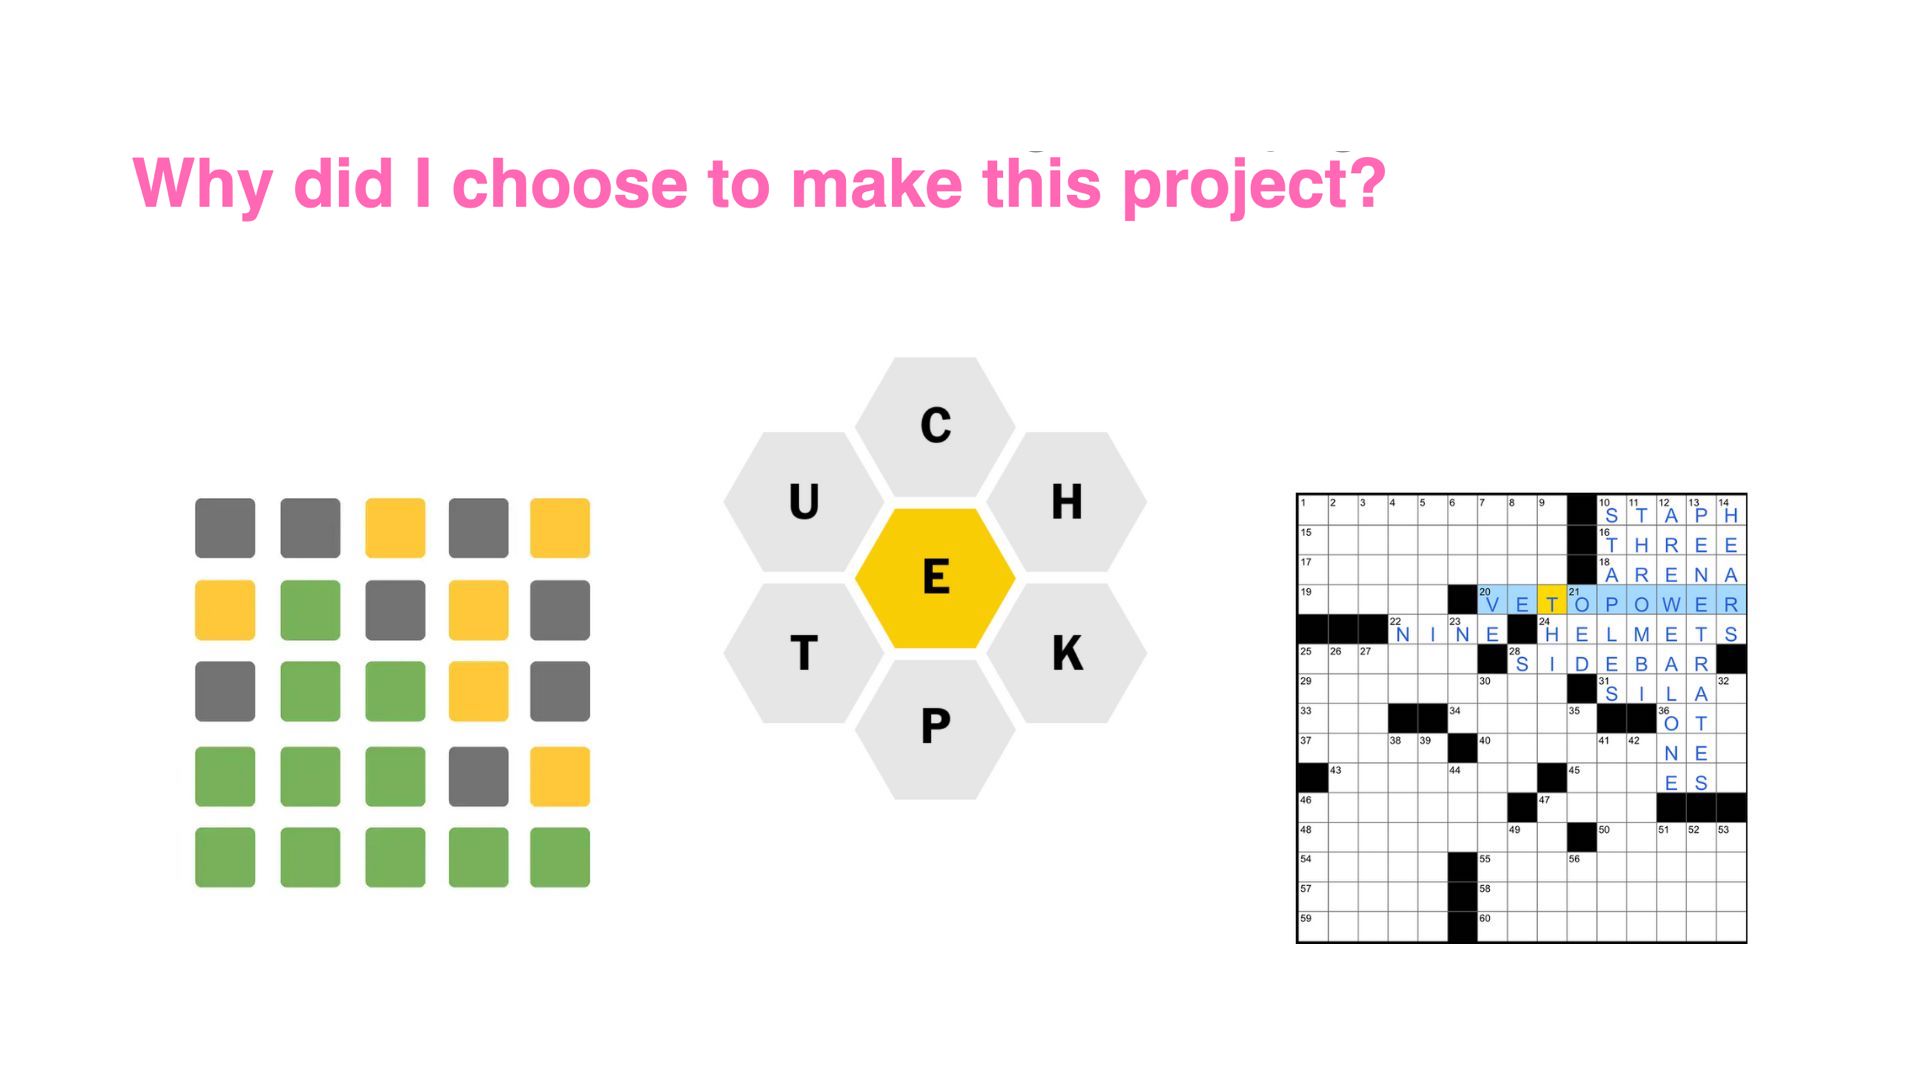 Why did I choose to make this project?
C
U H
E
T K
P
1 2 3 4 5 6 7 8 9 10 11 12 13 14
S T A P H
15 16
T H R E E
17 18
A R E N A
19 20 21
V E T O P O W E R
22 23 24
N I N E H E L M E T S
25 26 27 28
S I D E B A R
29 30 31 32
S I L A
33 34 35 36
O T
37 38 39 40 41 42
N E
43 44 45
E S
46 47
48 49 50 51 52 53
54 55 56
57 58
59 60